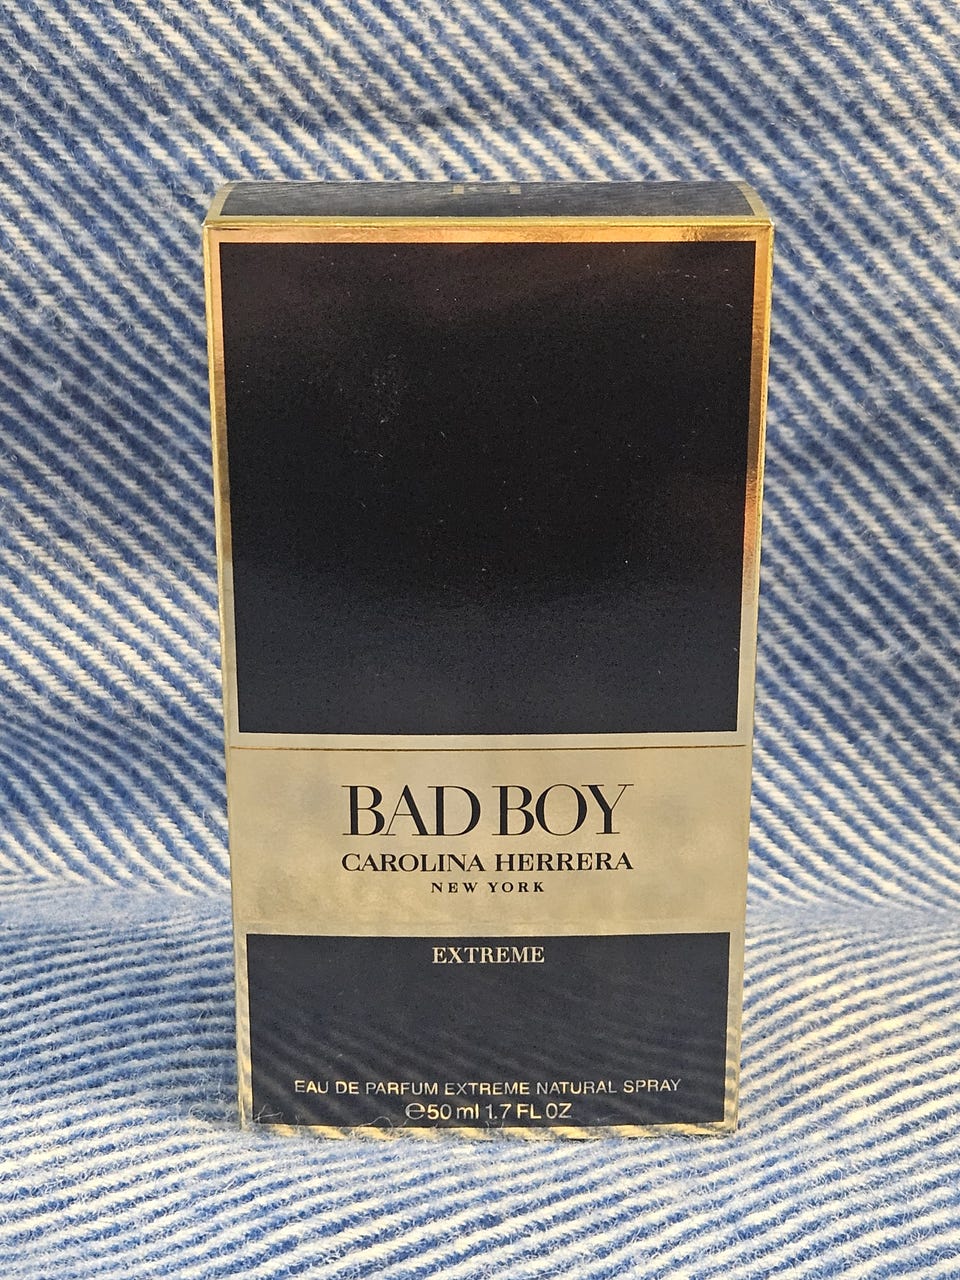 BAD BOY
CAROLINA HERRERA
NEW YORK
EXTREME
EAU DE PARFUM EXTREME NATURAL SPRAY
℮50 ml 1.7 FL OZ